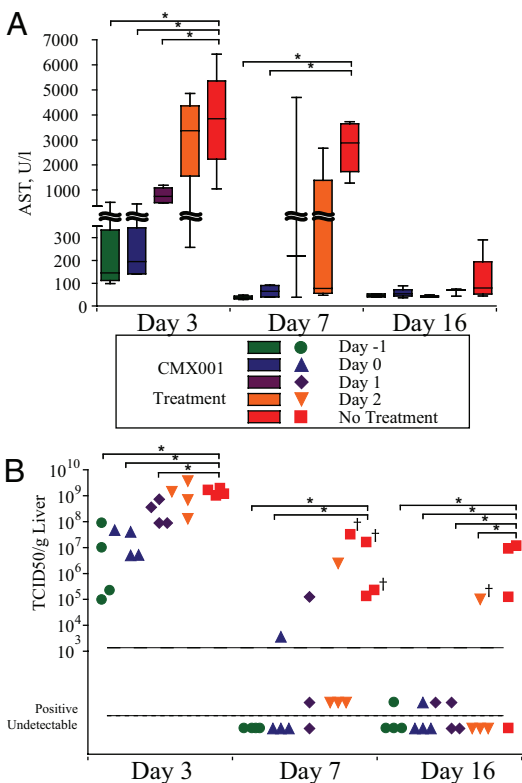 A
*
*
*
*
*
7000
6000
5000
4000
3000
2000
1000
300
200
100
0
AST, U/l
Day 3 Day 7 Day 16
CMX001
Treatment
Day -1
Day 0
Day 1
Day 2
No Treatment
B
*
*
*
*
*
*
*
*
*
10^10
10^9
10^8
10^7
10^6
10^5
10^4
10^3
TCID50/g Liver
†
†
†
†
Positive
Undetectable
Day 3 Day 7 Day 16